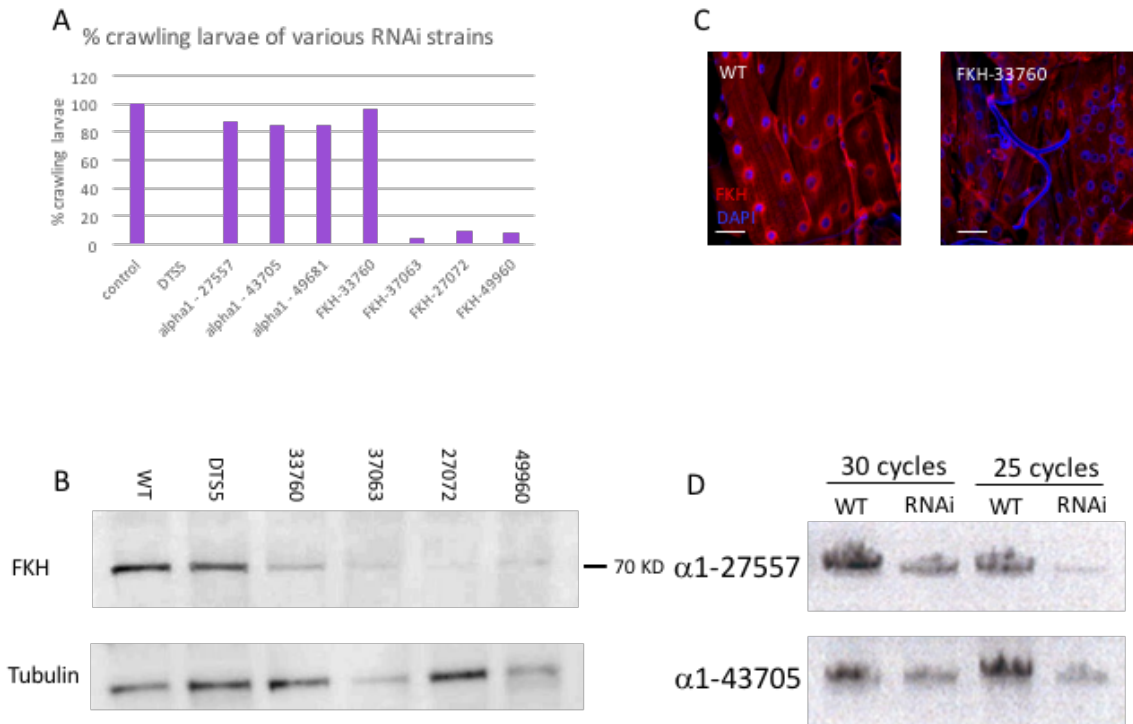 A
% crawling larvae of various RNAi strains
% crawling larvae
120
100
80
60
40
20
0
control
DTS5
alpha1 - 27557
alpha1 - 43705
alpha1 - 49681
FKH-33760
FKH-37063
FKH-27072
FKH-49960
C
WT
FKH
DAPI
FKH-33760
B
WT
DTS5
33760
37063
27072
49960
FKH
70 KD
Tubulin
D
30 cycles 25 cycles
WT RNAi WT RNAi
α1-27557
α1-43705